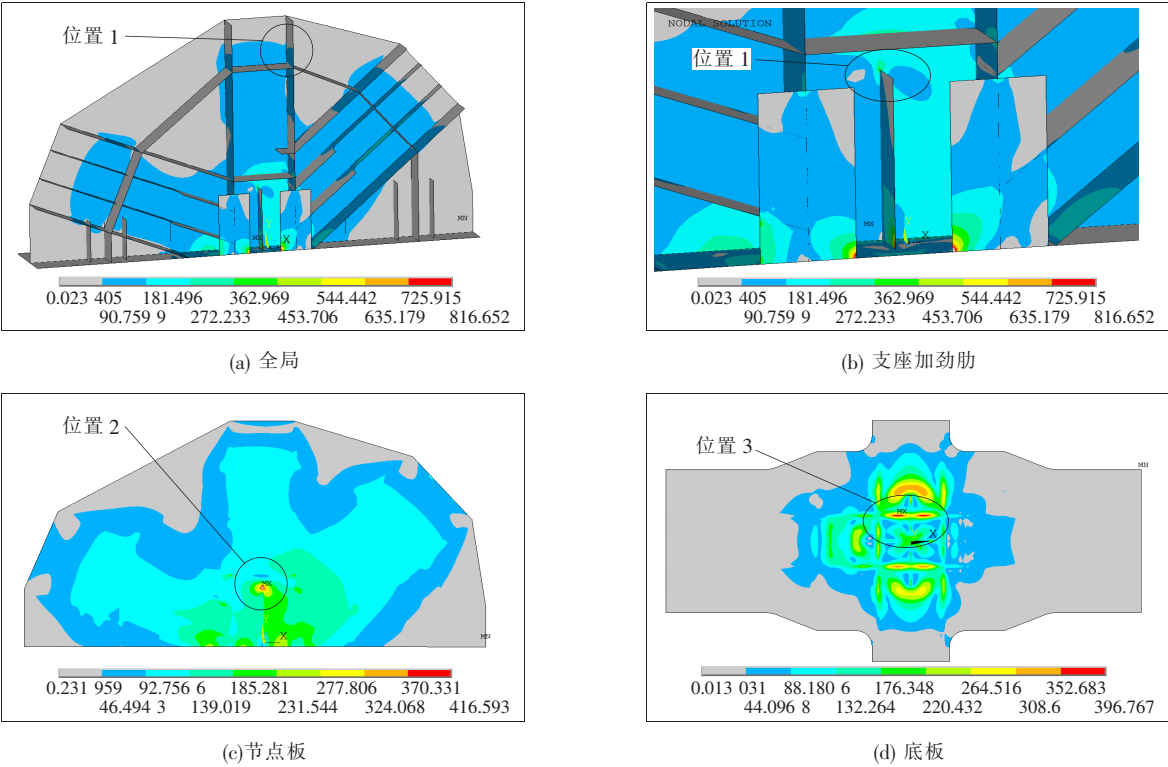 位置 1
MN
MX
Y
X
0.023 405 181.496 362.969 544.442 725.915
90.759 9 272.233 453.706 635.179 816.652
(a) 全局
NODAL SOLUTION
位置 1
MX
Y
X
0.023 405 181.496 362.969 544.442 725.915
90.759 9 272.233 453.706 635.179 816.652
(b) 支座加劲肋
位置 2
MX
Y
X
MN
0.231 959 92.756 6 185.281 277.806 370.331
46.494 3 139.019 231.544 324.068 416.593
(c)节点板
位置 3
MN
MX
X
0.013 031 88.180 6 176.348 264.516 352.683
44.096 8 132.264 220.432 308.6 396.767
(d) 底板